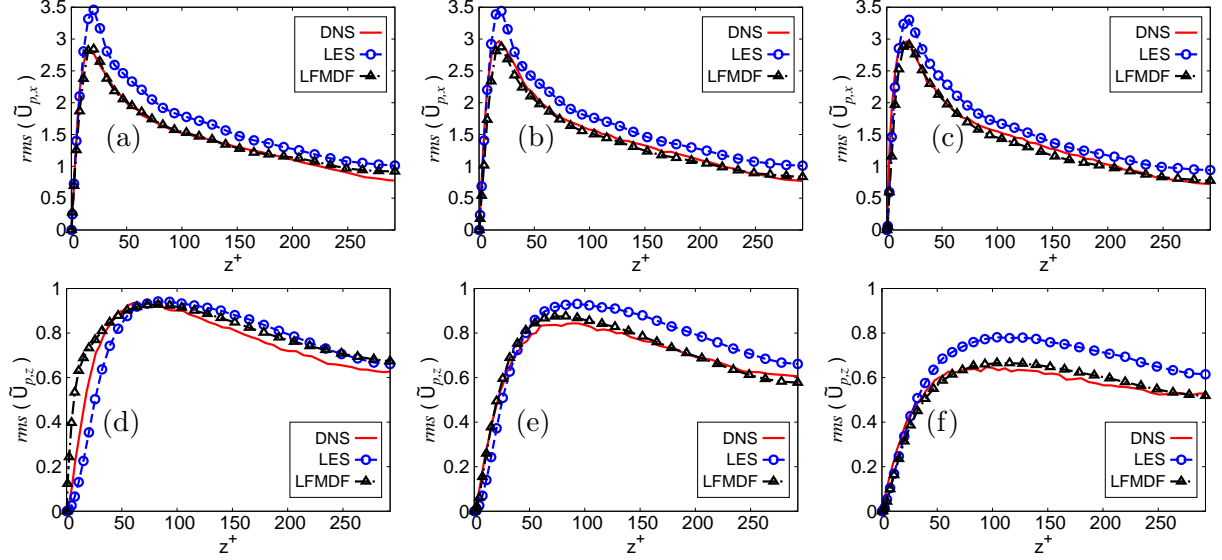 3.5
3
2.5
2
1.5
1
0.5
0
rms ( Ũp,x )
DNS
LES
LFMDF
(a)
0 50 100 150 200 250
z+
3.5
3
2.5
2
1.5
1
0.5
0
rms ( Ũp,x )
DNS
LES
LFMDF
(b)
0 50 100 150 200 250
z+
3.5
3
2.5
2
1.5
1
0.5
0
rms ( Ũp,x )
DNS
LES
LFMDF
(c)
0 50 100 150 200 250
z+
1
0.8
0.6
0.4
0.2
0
rms ( Ũp,z )
(d)
DNS
LES
LFMDF
0 50 100 150 200 250
z+
1
0.8
0.6
0.4
0.2
0
rms ( Ũp,z )
(e)
DNS
LES
LFMDF
0 50 100 150 200 250
z+
1
0.8
0.6
0.4
0.2
0
rms ( Ũp,z )
(f)
DNS
LES
LFMDF
0 50 100 150 200 250
z+